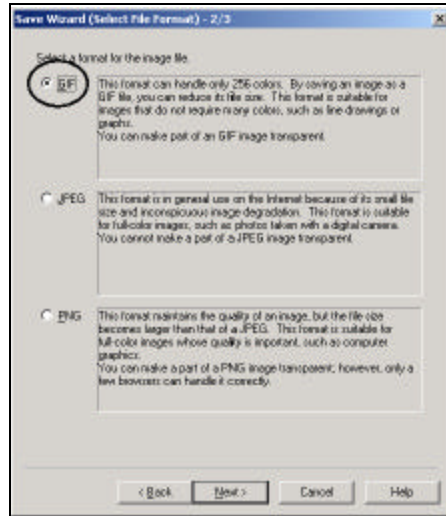 Save Wizard (Select File Format) - 2/3
Select a format for the image file.
GIF
This format can handle only 256 colors. By saving an image as a
GIF file, you can reduce its file size. This format is suitable for
images that do not require many colors, such as line drawings or
graphs.
You can make part of an GIF image transparent.
JPEG
This format is in general use on the Internet because of its small file
size and inconspicuous image degradation. This format is suitable
for full-color images, such as photos taken with a digital camera.
You cannot make a part of a JPEG image transparent.
PNG
This format maintains the quality of an image, but the file size
becomes larger than that of a JPEG. This format is suitable for
full-color images whose quality is important, such as computer
graphics.
You can make a part of a PNG image transparent; however, only a
few browsers can handle it correctly.
< Back Next > Cancel Help